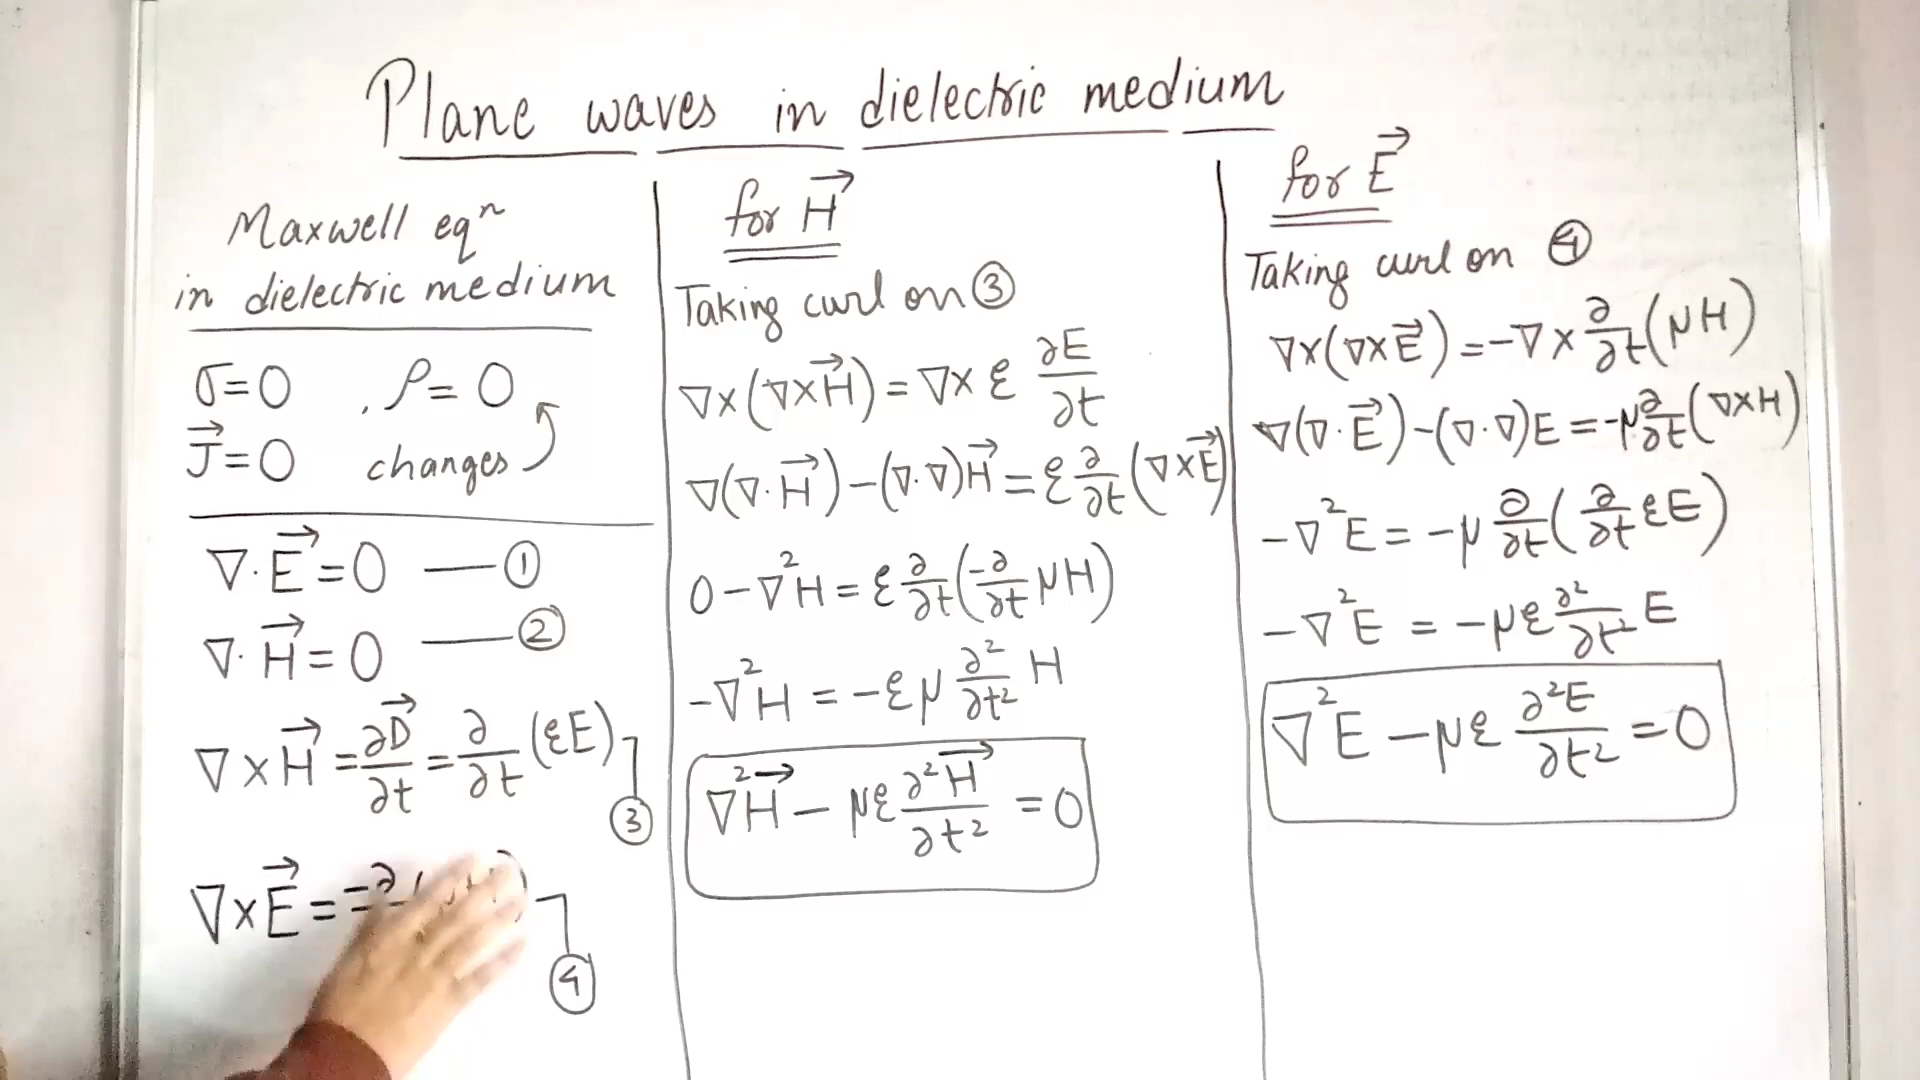 Plane waves in dielectric medium
Maxwell eqⁿ
in dielectric medium
σ=0 , ρ=0
J⃗=0 changes
∇·E⃗=0 —— ①
∇·H⃗=0 —— ②
∇×H⃗=∂D⃗/∂t=∂/∂t(εE)
③
∇×E⃗=-∂
④
for H⃗
Taking curl on ③
∇×(∇×H⃗)=∇×ε ∂E/∂t
∇(∇·H⃗)-(∇·∇)H⃗=ε∂/∂t(∇×E⃗)
0-∇²H=ε∂/∂t(-∂/∂t μH)
-∇²H=-εμ ∂²/∂t² H
∇²H⃗-με ∂²H⃗/∂t²=0
for E⃗
Taking curl on ④
∇×(∇×E⃗)=-∇×∂/∂t(μH)
∇(∇·E⃗)-(∇·∇)E=-μ∂/∂t(∇×H)
-∇²E=-μ ∂/∂t(∂/∂t εE)
-∇²E=-με∂²/∂t² E
∇²E-με ∂²E/∂t²=0